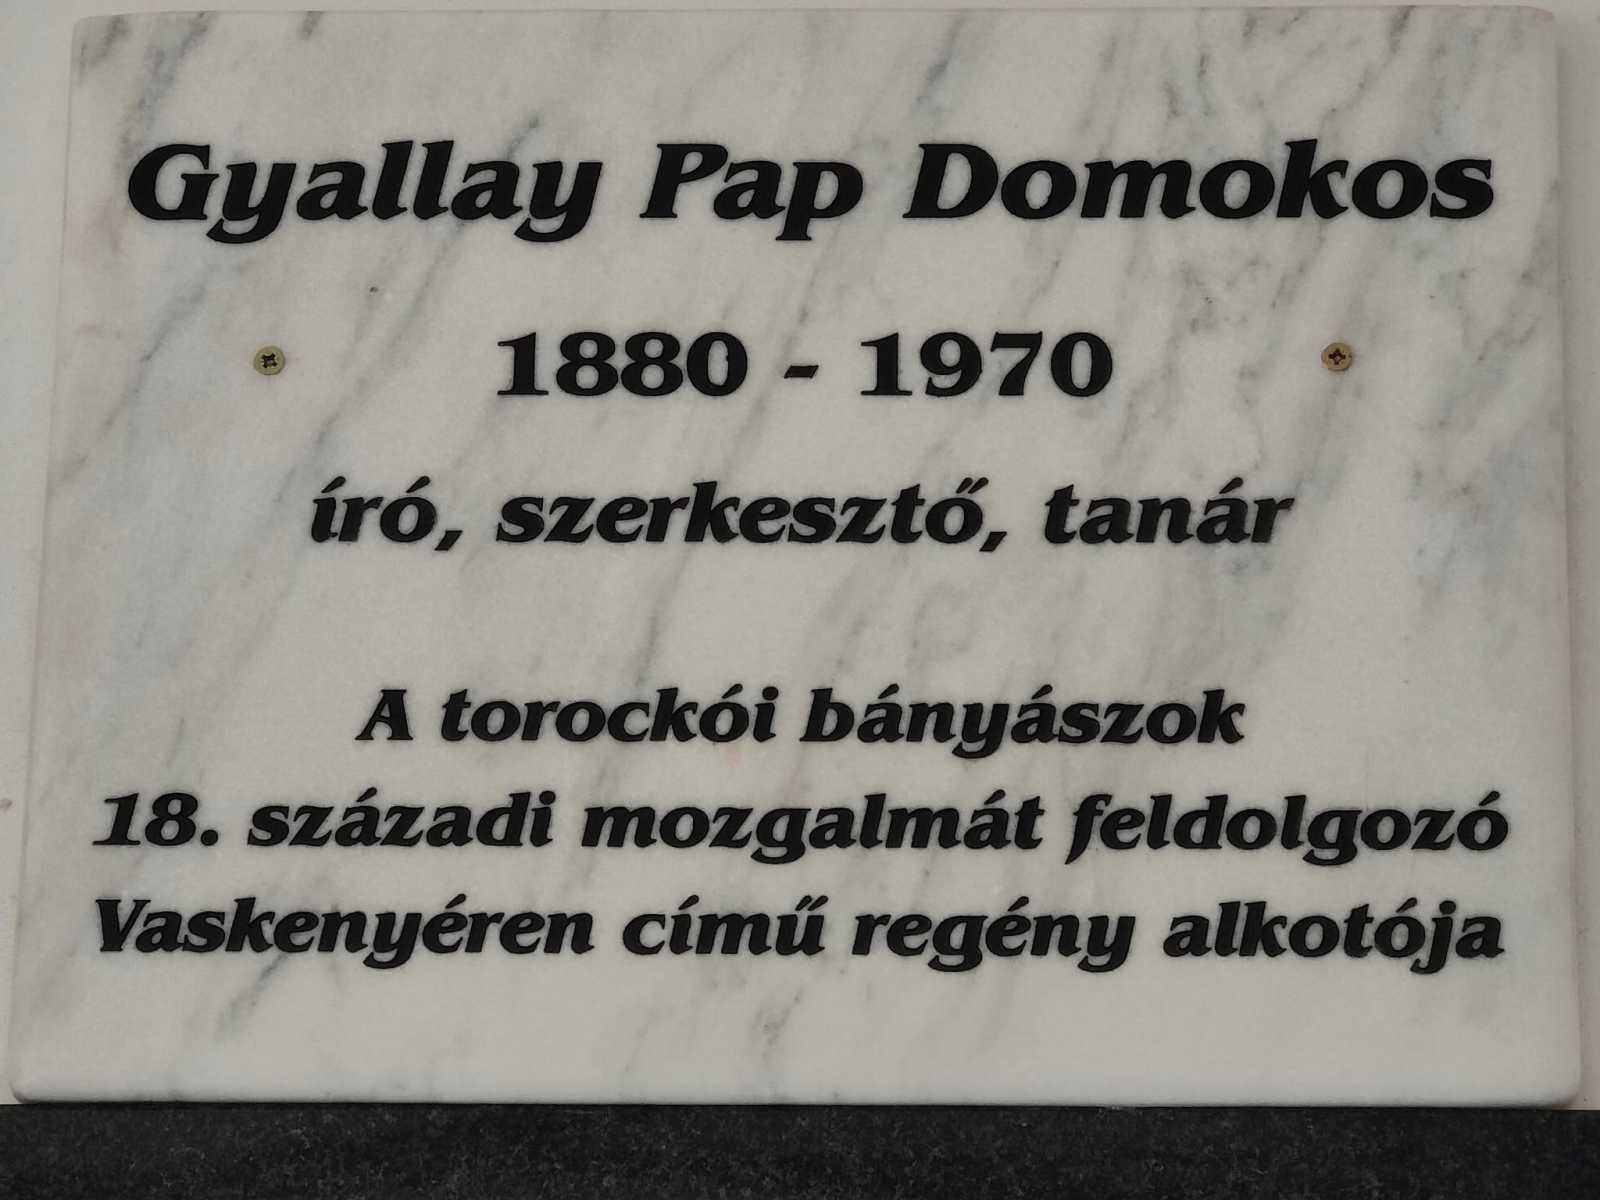 Gyallay Pap Domokos
1880 - 1970
író, szerkesztő, tanár
A torockói bányászok
18. századi mozgalmát feldolgozó
Vaskenyéren című regény alkotója